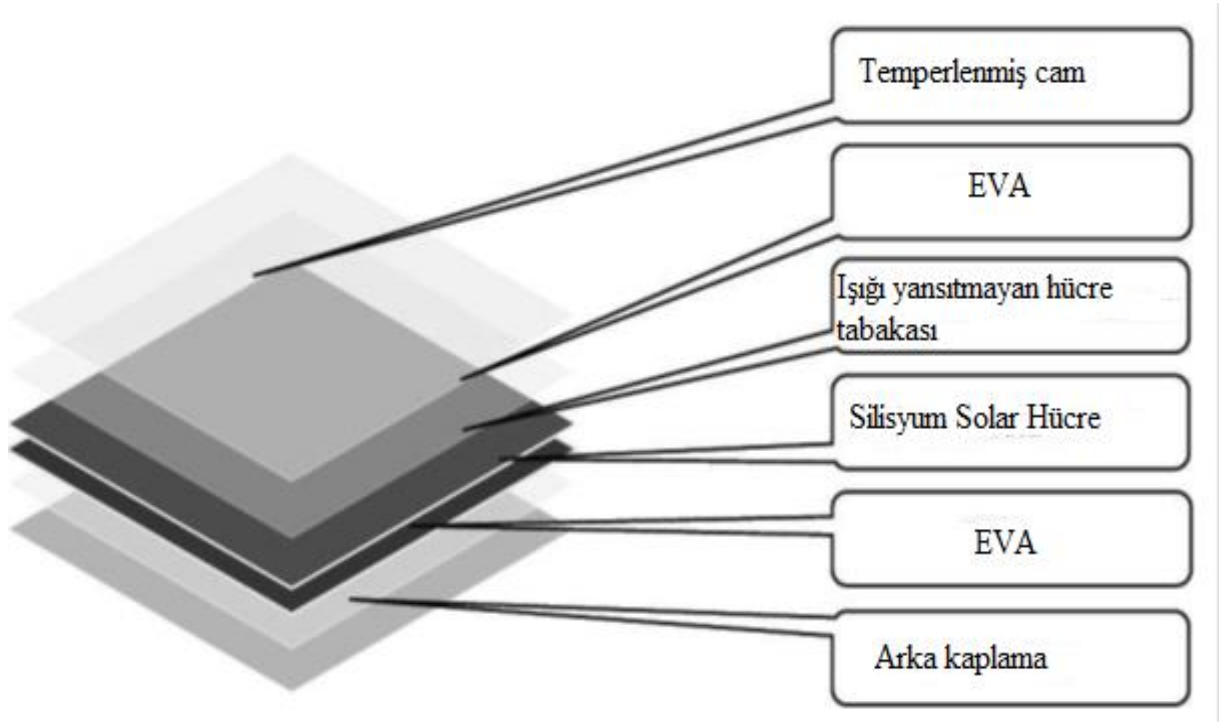 Temperlenmiş cam
EVA
Işığı yansıtmayan hücre
tabakası
Silisyum Solar Hücre
EVA
Arka kaplama